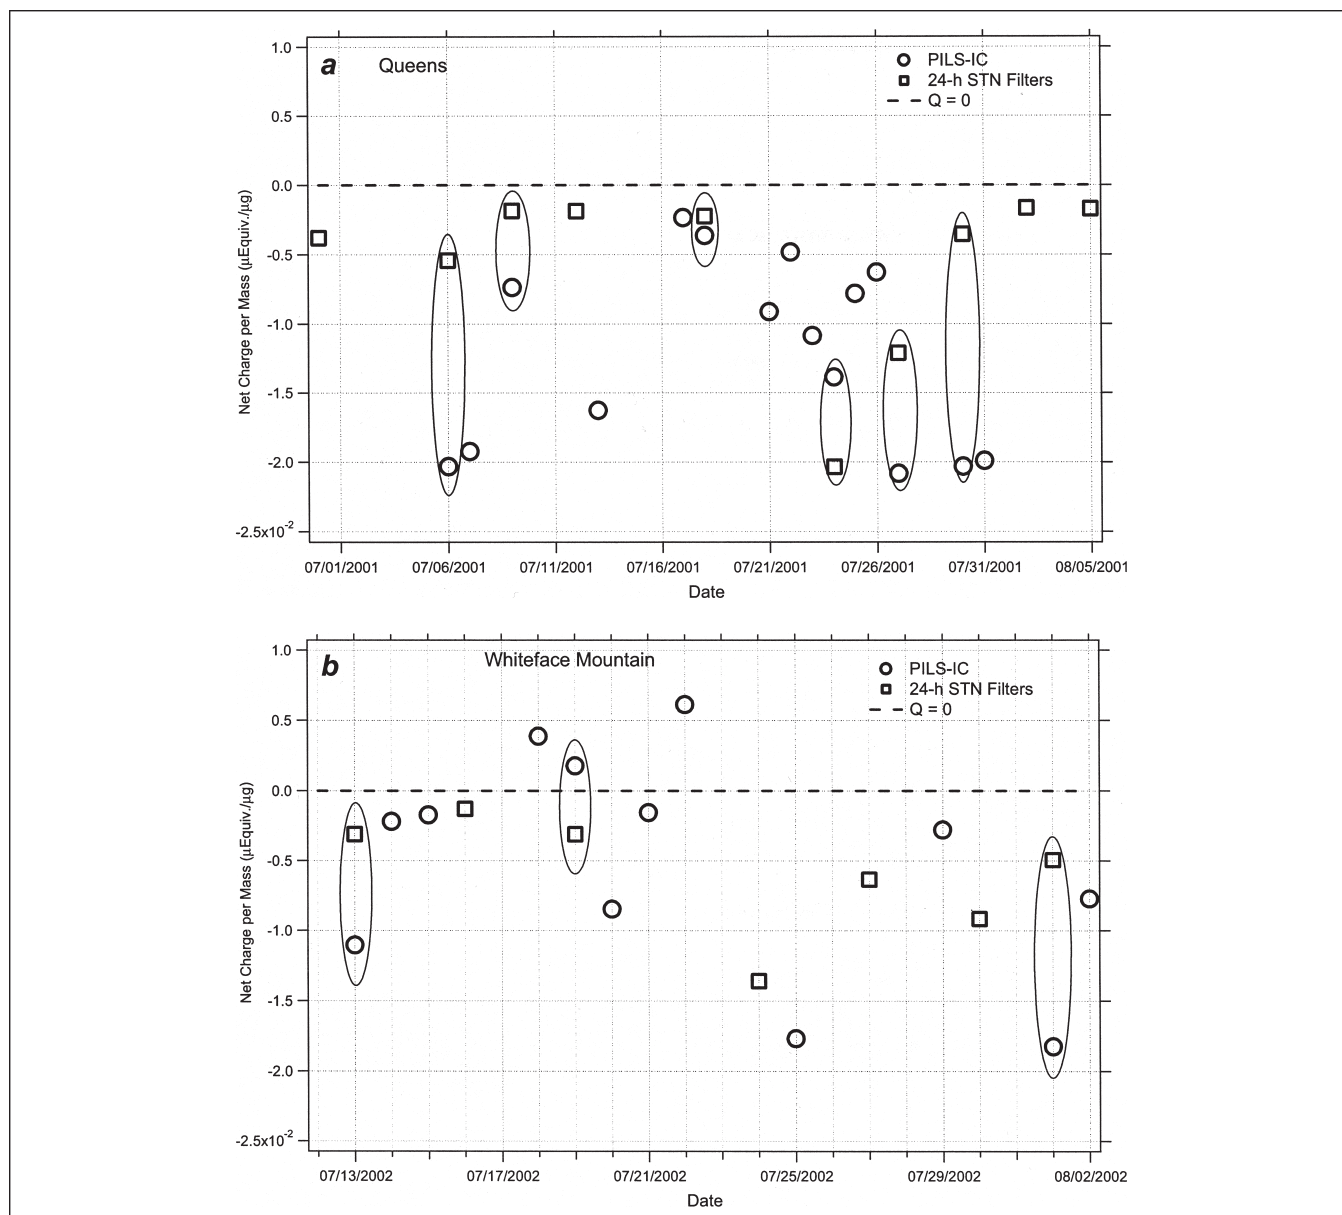 a
Queens
PILS-IC
24-h STN Filters
Q = 0
1.0
0.5
0.0
-0.5
-1.0
-1.5
-2.0
-2.5x10-2
Net Charge per Mass (µEquiv./µg)
07/01/2001 07/06/2001 07/11/2001 07/16/2001 07/21/2001 07/26/2001 07/31/2001 08/05/2001
Date
b
Whiteface Mountain
PILS-IC
24-h STN Filters
Q = 0
1.0
0.5
0.0
-0.5
-1.0
-1.5
-2.0
-2.5x10-2
Net Charge per Mass (µEquiv./µg)
07/13/2002 07/17/2002 07/21/2002 07/25/2002 07/29/2002 08/02/2002
Date